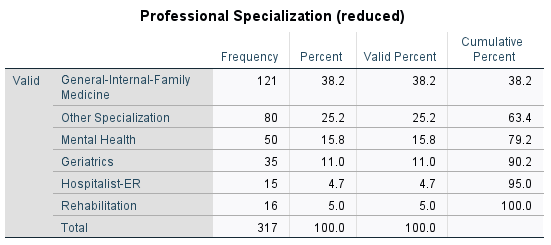 Professional Specialization (reduced)
Frequency Percent Valid Percent Cumulative Percent
Valid General-Internal-Family Medicine 121 38.2 38.2 38.2
Other Specialization 80 25.2 25.2 63.4
Mental Health 50 15.8 15.8 79.2
Geriatrics 35 11.0 11.0 90.2
Hospitalist-ER 15 4.7 4.7 95.0
Rehabilitation 16 5.0 5.0 100.0
Total 317 100.0 100.0